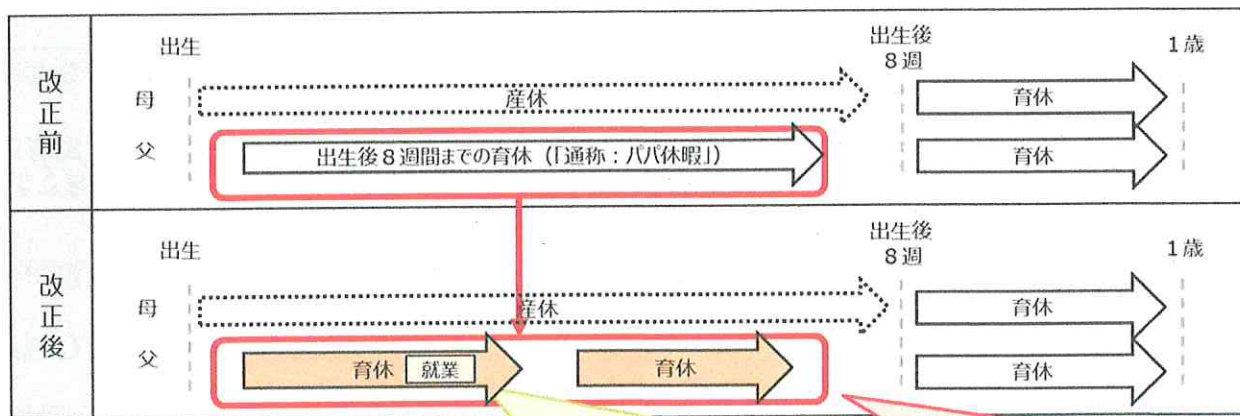 改正前
出生
出生後
8週
1歳
母
産休
育休
父
出生後8週間までの育休（「通称：パパ休暇」）
育休
改正後
出生
出生後
8週
1歳
母
産休
育休
父
育休
就業
育休
育休